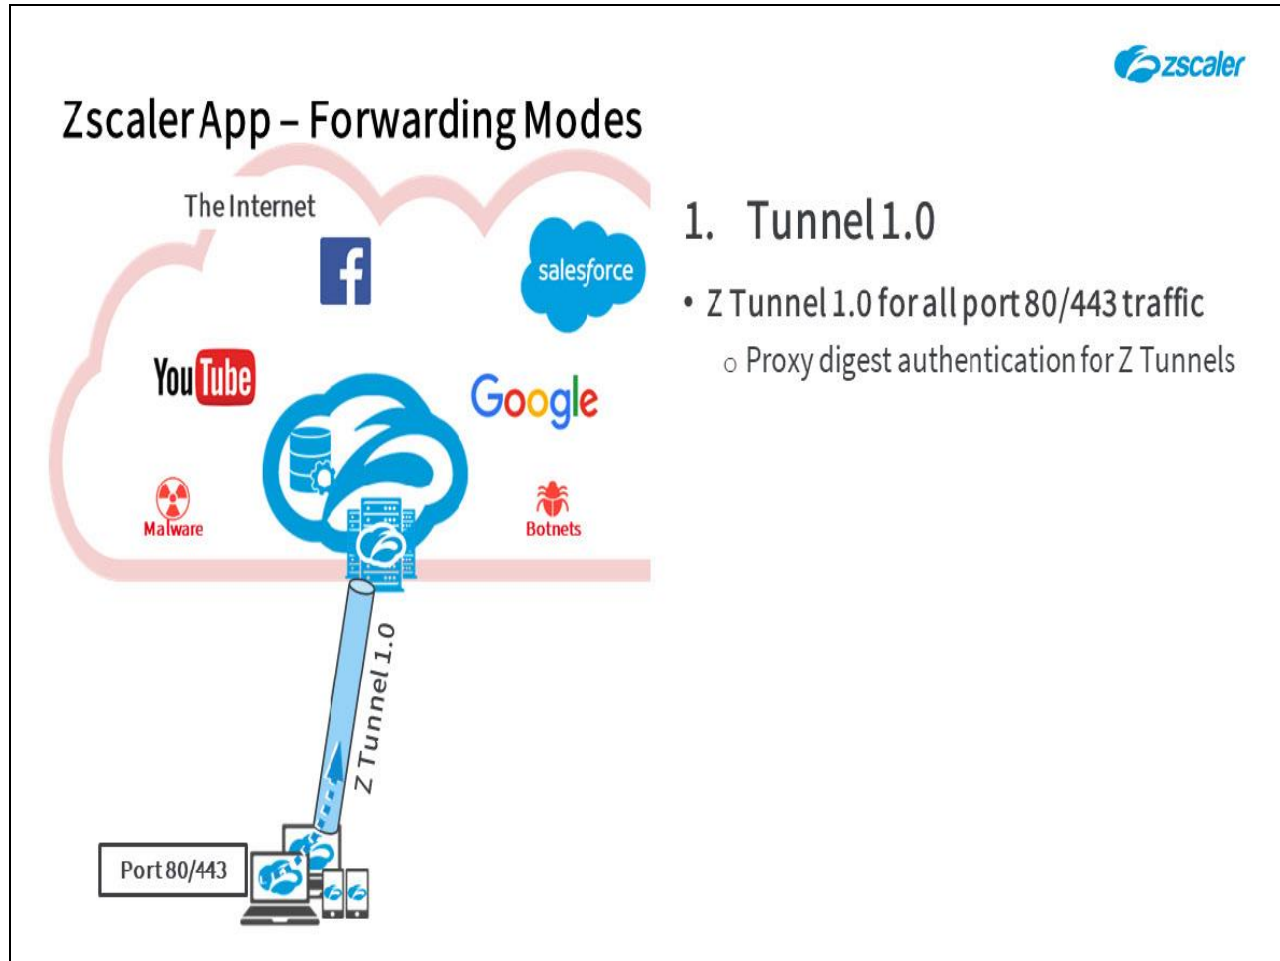 zscaler
Zscaler App – Forwarding Modes
The Internet
salesforce
YouTube
Google
Malware
Botnets
Z Tunnel 1.0
Port 80/443
1. Tunnel 1.0
• Z Tunnel 1.0 for all port 80/443 traffic
o Proxy digest authentication for Z Tunnels